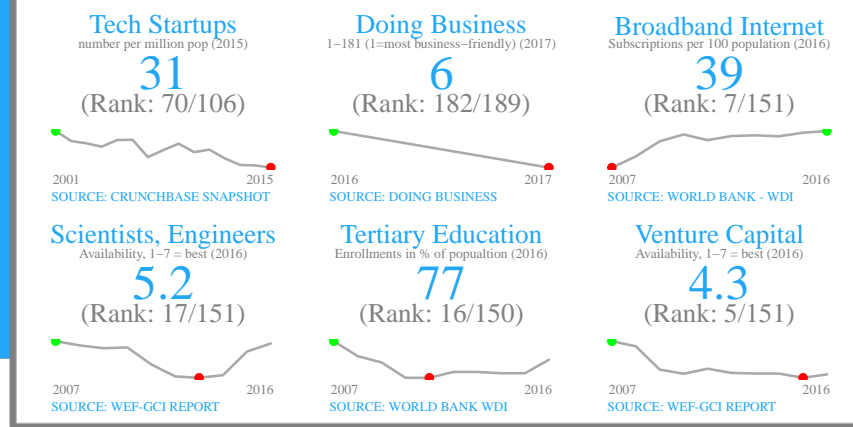 Tech Startups
number per million pop (2015)
31
(Rank: 70/106)
2001 2015
SOURCE: CRUNCHBASE SNAPSHOT
Doing Business
1−181 (1=most business−friendly) (2017)
6
(Rank: 182/189)
2016 2017
SOURCE: DOING BUSINESS
Broadband Internet
Subscriptions per 100 population (2016)
39
(Rank: 7/151)
2007 2016
SOURCE: WORLD BANK - WDI
Scientists, Engineers
Availability, 1−7 = best (2016)
5.2
(Rank: 17/151)
2007 2016
SOURCE: WEF-GCI REPORT
Tertiary Education
Enrollments in % of popualtion (2016)
77
(Rank: 16/150)
2007 2016
SOURCE: WORLD BANK WDI
Venture Capital
Availability, 1−7 = best (2016)
4.3
(Rank: 5/151)
2007 2016
SOURCE: WEF-GCI REPORT